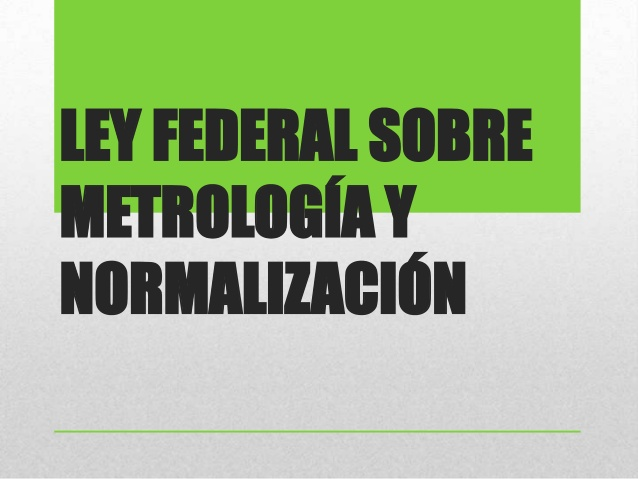 LEY FEDERAL SOBRE
METROLOGÍA Y
NORMALIZACIÓN